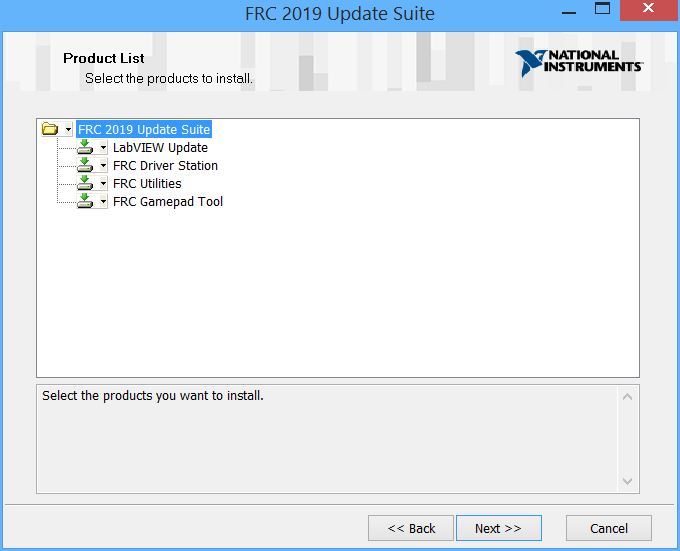 FRC 2019 Update Suite
Product List
Select the products to install.
NATIONAL
INSTRUMENTS
FRC 2019 Update Suite
LabVIEW Update
FRC Driver Station
FRC Utilities
FRC Gamepad Tool
Select the products you want to install.
<< Back
Next >>
Cancel